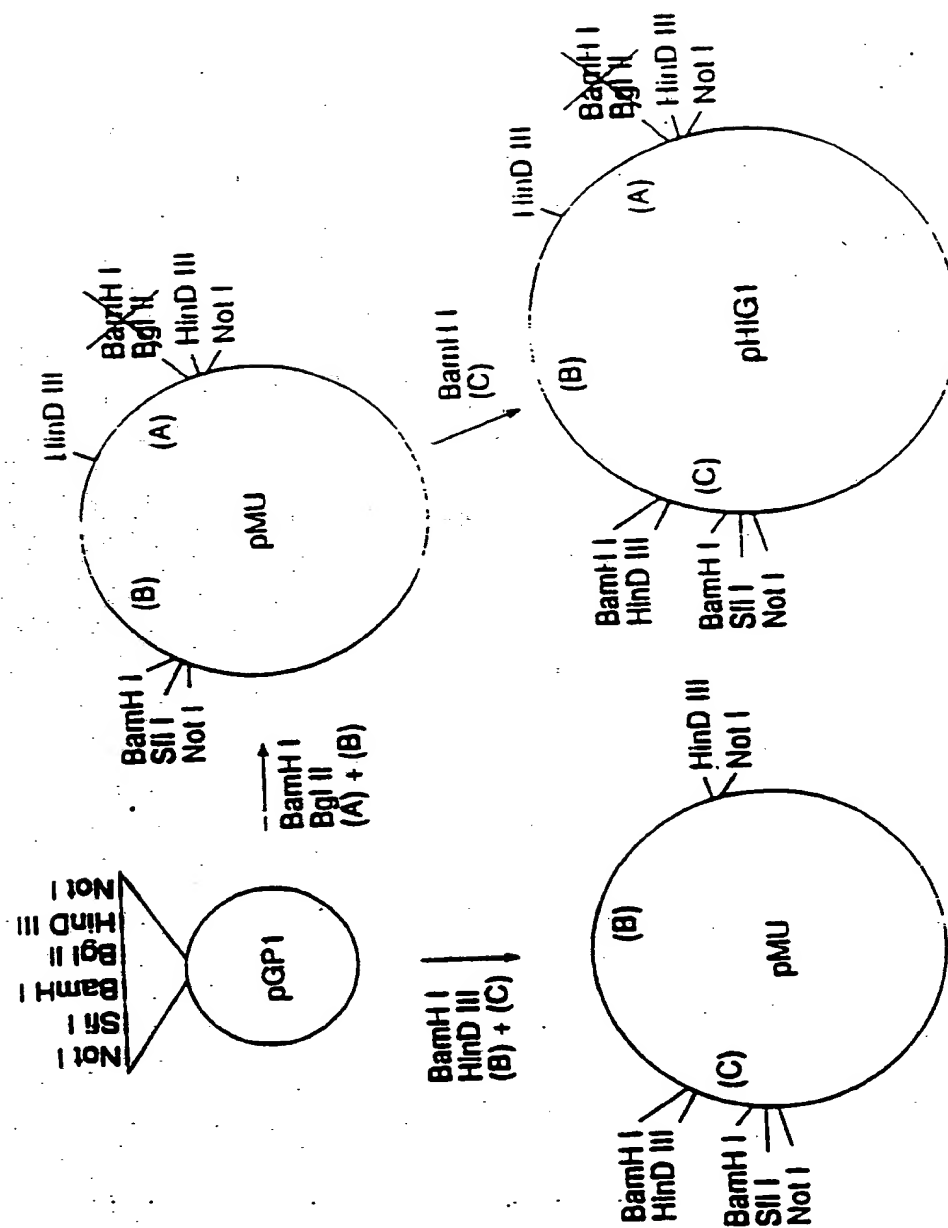 Not I
Sfi I
BamH I
Bgl II
HinD III
Not I
pGP1
BamH I
Bgl II
(A) + (B)
BamH I
Sfi I
Not I
(B)
pMU
(A)
HinD III
BamH I
Bgl II
HinD III
Not I
BamH I
HinD III
(B) + (C)
BamH I
HinD III
(C)
BamH I
Sfi I
Not I
(B)
pMU
HinD III
Not I
BamH I
(C)
BamH I
HinD III
(C)
BamH I
Sfi I
Not I
(B)
pHIG1
(A)
HinD III
BamH I
Bgl II
HinD III
Not I